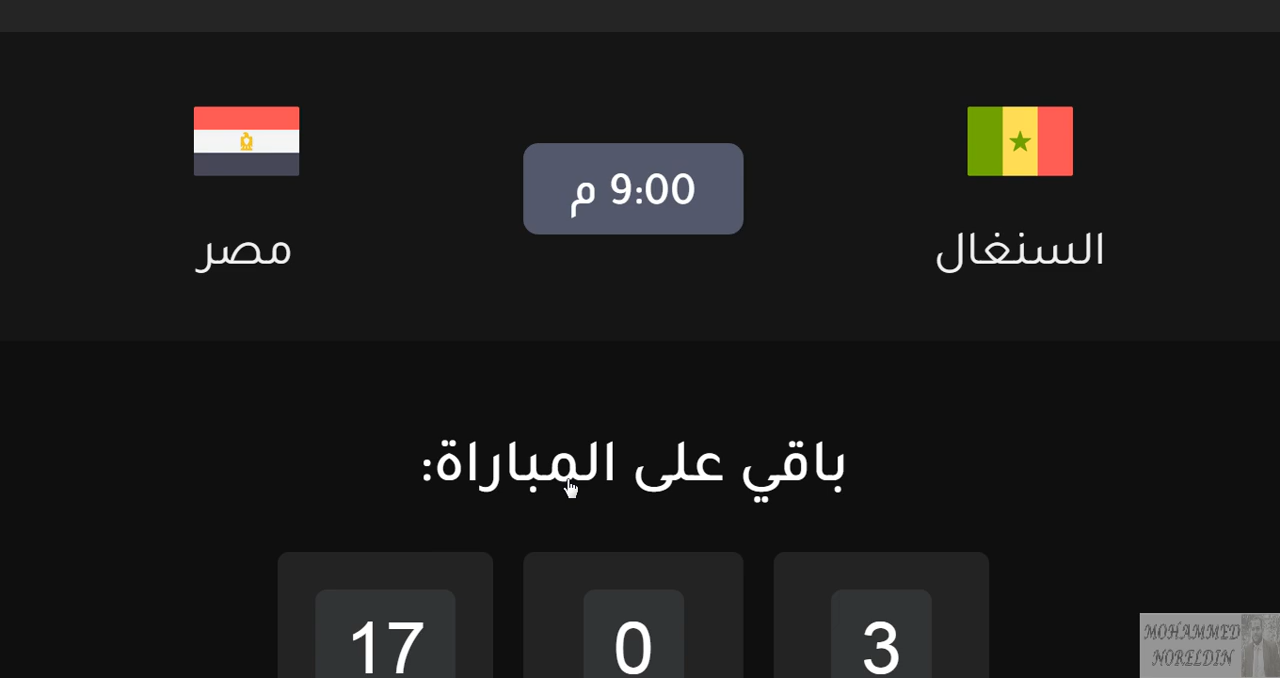 السنغال
9:00 م
مصر
باقي على المباراة:
3
0
17
MOHAMMED
NORELDIN